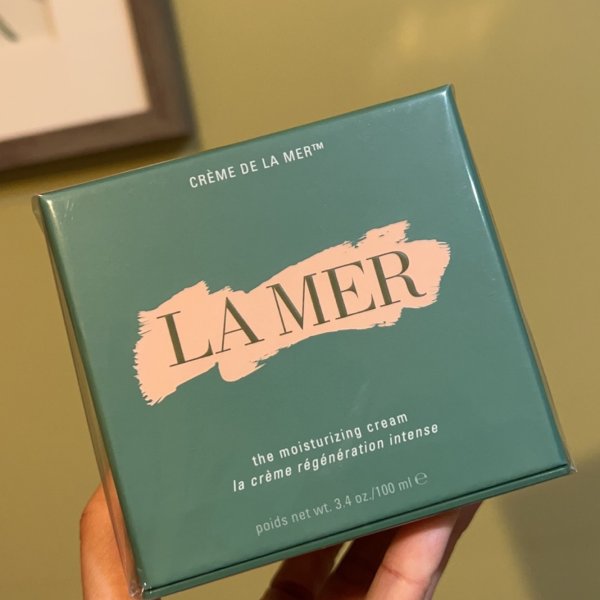 CRÈME DE LA MER™
LA MER
the moisturizing cream
la crème régénération intense
poids net wt. 3.4 oz./100 ml ℮